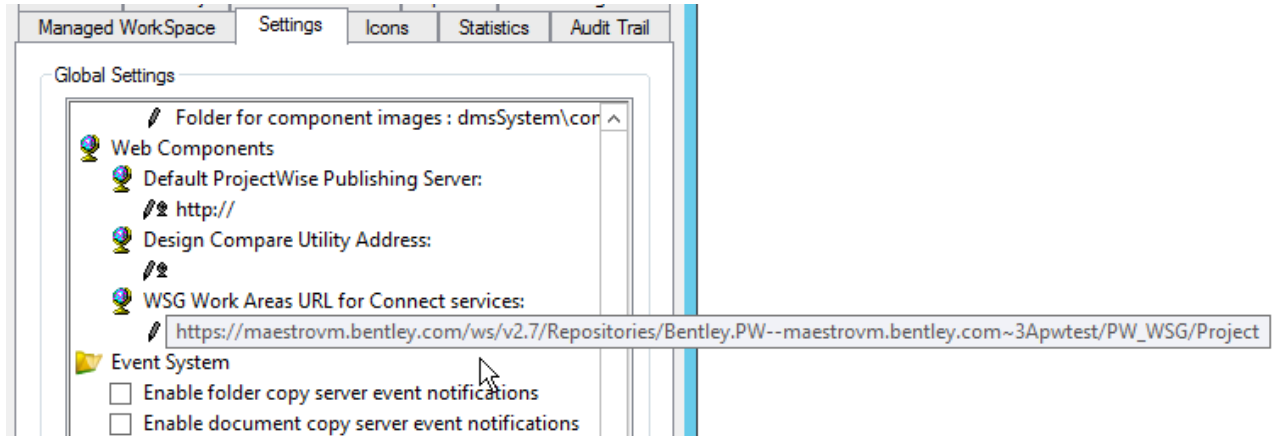 Managed WorkSpace Settings Icons Statistics Audit Trail
Global Settings
Folder for component images : dmsSystem\cor
Web Components
Default ProjectWise Publishing Server:
http://
Design Compare Utility Address:
WSG Work Areas URL for Connect services:
https://maestrovm.bentley.com/ws/v2.7/Repositories/Bentley.PW--maestrovm.bentley.com~3Apwtest/PW_WSG/Project
Event System
Enable folder copy server event notifications
Enable document copy server event notifications